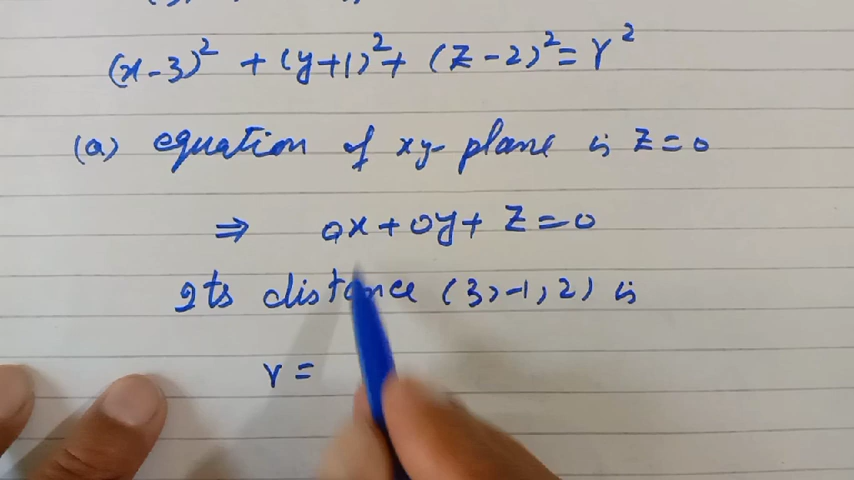 (x-3)² + (y+1)² + (z-2)² = r²
(a) equation of xy-plane is z=0
⇒ 0x + 0y + z = 0
Its distance (3,-1,2) is
r =